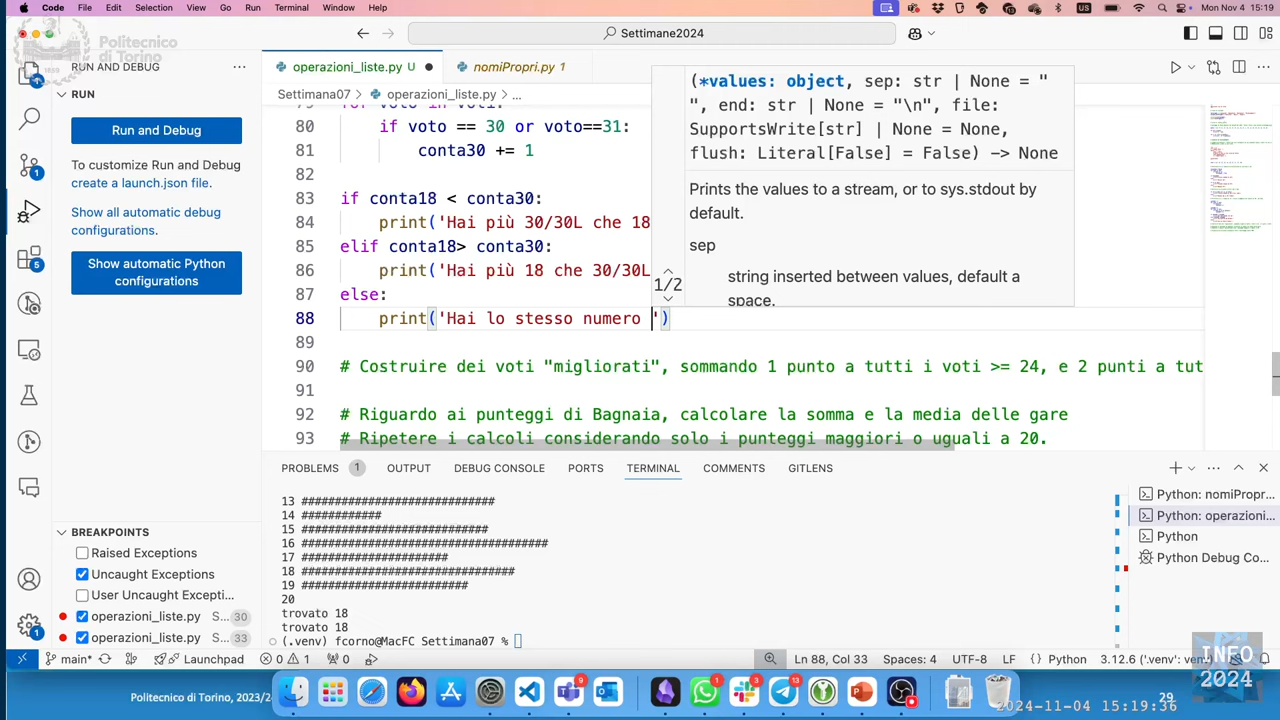 Code File Edit Selection View Go Run Terminal Window Help
US
Mon Nov 4 15:19
Politecnico
di Torino
Settimane2024
RUN AND DEBUG
operazioni_liste.py U
nomiPropri.py 1
Settimana07 > operazioni_liste.py > ...
RUN
Run and Debug
To customize Run and Debug
create a launch.json file.
Show all automatic debug
configurations.
Show automatic Python
configurations
79 for voto in voti:
80 if voto == 30 or voto==31:
81 conta30 += 1
82
83 if conta18 < conta30:
84 print('Hai più 30/30L che 18
85 elif conta18> conta30:
86 print('Hai più 18 che 30/30L
87 else:
88 print('Hai lo stesso numero ')
89
90 # Costruire dei voti "migliorati", sommando 1 punto a tutti i voti >= 24, e 2 punti a tut
91
92 # Riguardo ai punteggi di Bagnaia, calcolare la somma e la media delle gare
93 # Ripetere i calcoli considerando solo i punteggi maggiori o uguali a 20.
(*values: object, sep: str | None = "
", end: str | None = "\n", file:
SupportsWrite[str] | None = None,
flush: Literal[False] = False) -> None
Prints the values to a stream, or to sys.stdout by
default.
sep
string inserted between values, default a
space.
1/2
PROBLEMS 1 OUTPUT DEBUG CONSOLE PORTS TERMINAL COMMENTS GITLENS
13 #############################
14 ############
15 ############################
16 #####################################
17 ######################
18 ################################
19 #########################
20
trovato 18
trovato 18
(.venv) fcorno@MacFC Settimana07 %
Python: nomiPropr...
Python: operazioni...
Python
Python Debug Co...
BREAKPOINTS
Raised Exceptions
Uncaught Exceptions
User Uncaught Excepti...
operazioni_liste.py S... 30
operazioni_liste.py S... 33
main* Launchpad 0 1 0
Ln 88, Col 33 Spaces: 4 UTF-8 LF Python 3.12.6 ('.venv': venv)
Politecnico di Torino, 2023/2
29
INFO
2024
2024-11-04 15:19:36